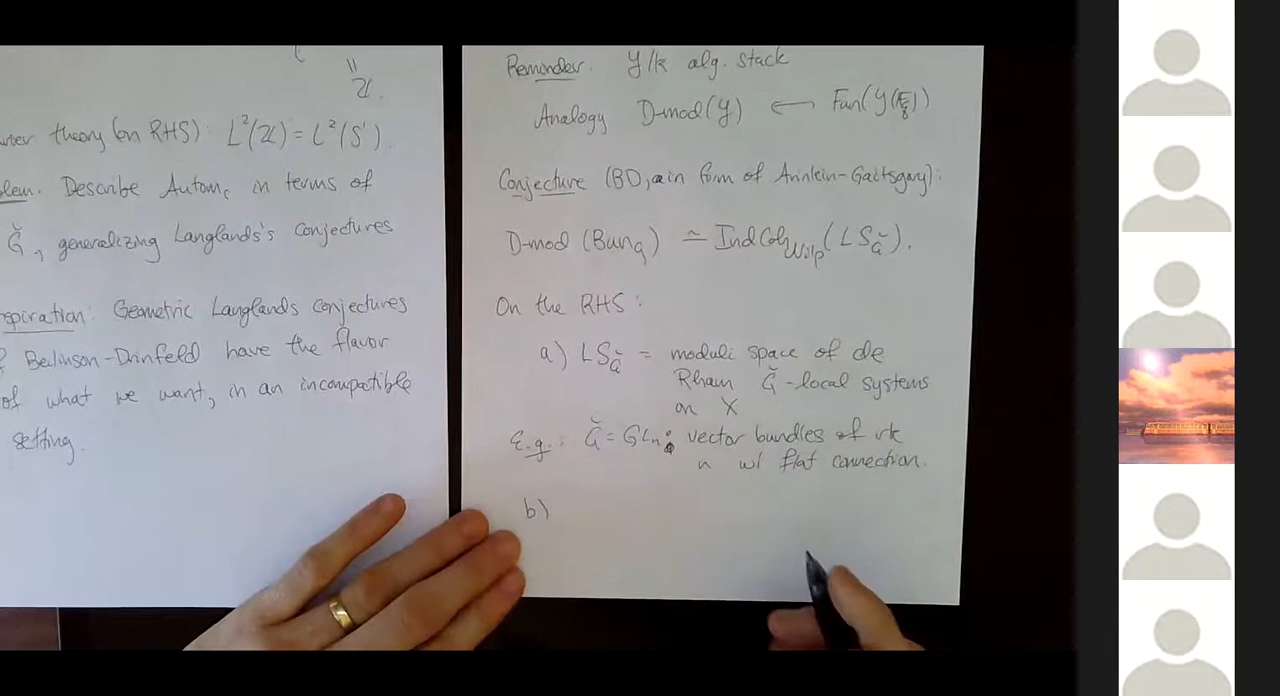 "
𝒵.
theory (on RHS): L²(ℤ) = L²(S¹).
Describe Autom_c in terms of
Ǧ, generalizing Langlands's conjectures
Geometric Langlands conjectures
Beilinson-Drinfeld have the flavor
of what we want, in an incompatible
setting.
Reminder. Y/k alg. stack
Analogy D-mod(Y) ⟵ Fun(Y(𝔽_q))
Conjecture (BD, in form of Arinkin-Gaitsgory):
D-mod (Bun_G) ≃ IndCoh_Nilp (LS_Ǧ).
On the RHS:
a) LS_Ǧ = moduli space of de
Rham Ǧ-local systems
on X
E.g.: Ǧ = GL_n: vector bundles of rk
n w/ flat connection.
b)